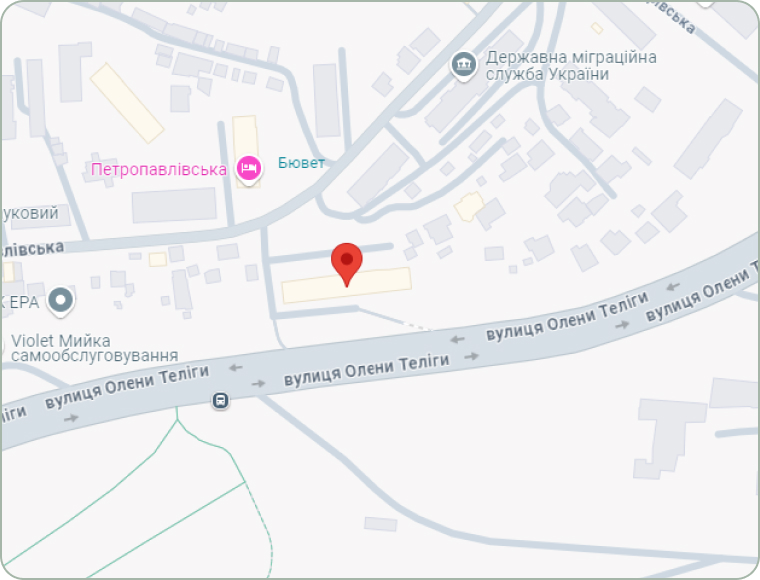 лівська
Державна міграційна
служба України
Бювет
Петропавлівська
уковий
лівська
К ЕРА
Violet Мийка
самообслуговування
вулиця Олени Теліги
вулиця Олени Теліги
вулиця Олени Теліги
вулиця Олени Теліги
іги